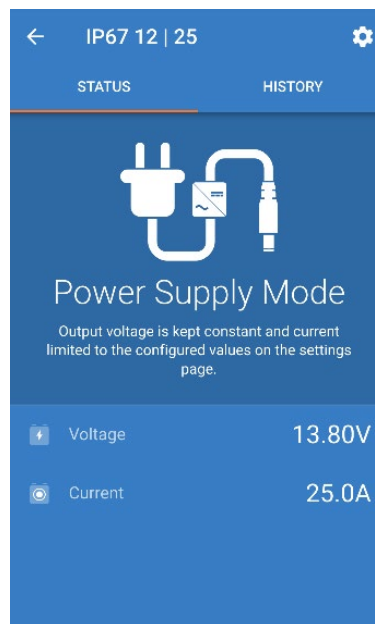 IP67 12 | 25
STATUS
HISTORY
Power Supply Mode
Output voltage is kept constant and current
limited to the configured values on the settings
page.
Voltage
13.80V
Current
25.0A